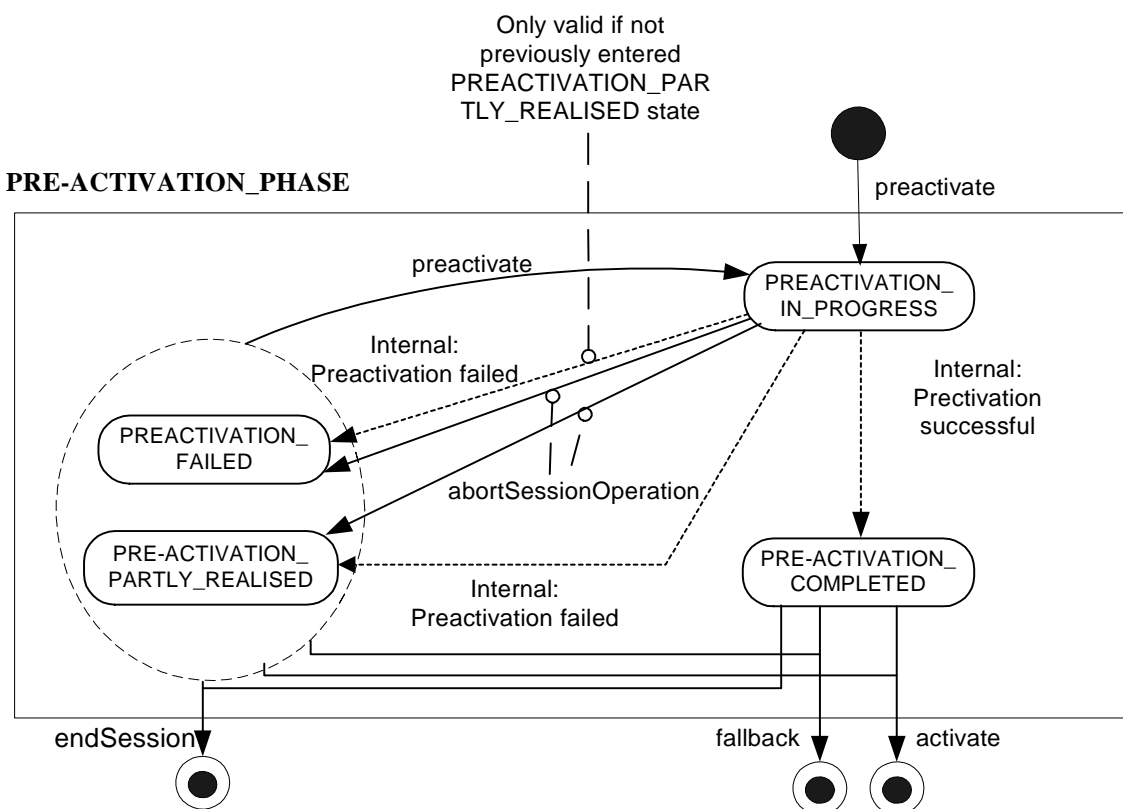 Only valid if not
previously entered
PREACTIVATION_PAR
TLY_REALISED state
PRE-ACTIVATION_PHASE
preactivate
preactivate
PREACTIVATION_
IN_PROGRESS
Internal:
Preactivation failed
Internal:
Prectivation
successful
PREACTIVATION_
FAILED
abortSessionOperation
PRE-ACTIVATION_
PARTLY_REALISED
PRE-ACTIVATION_
COMPLETED
Internal:
Preactivation failed
endSession
fallback
activate